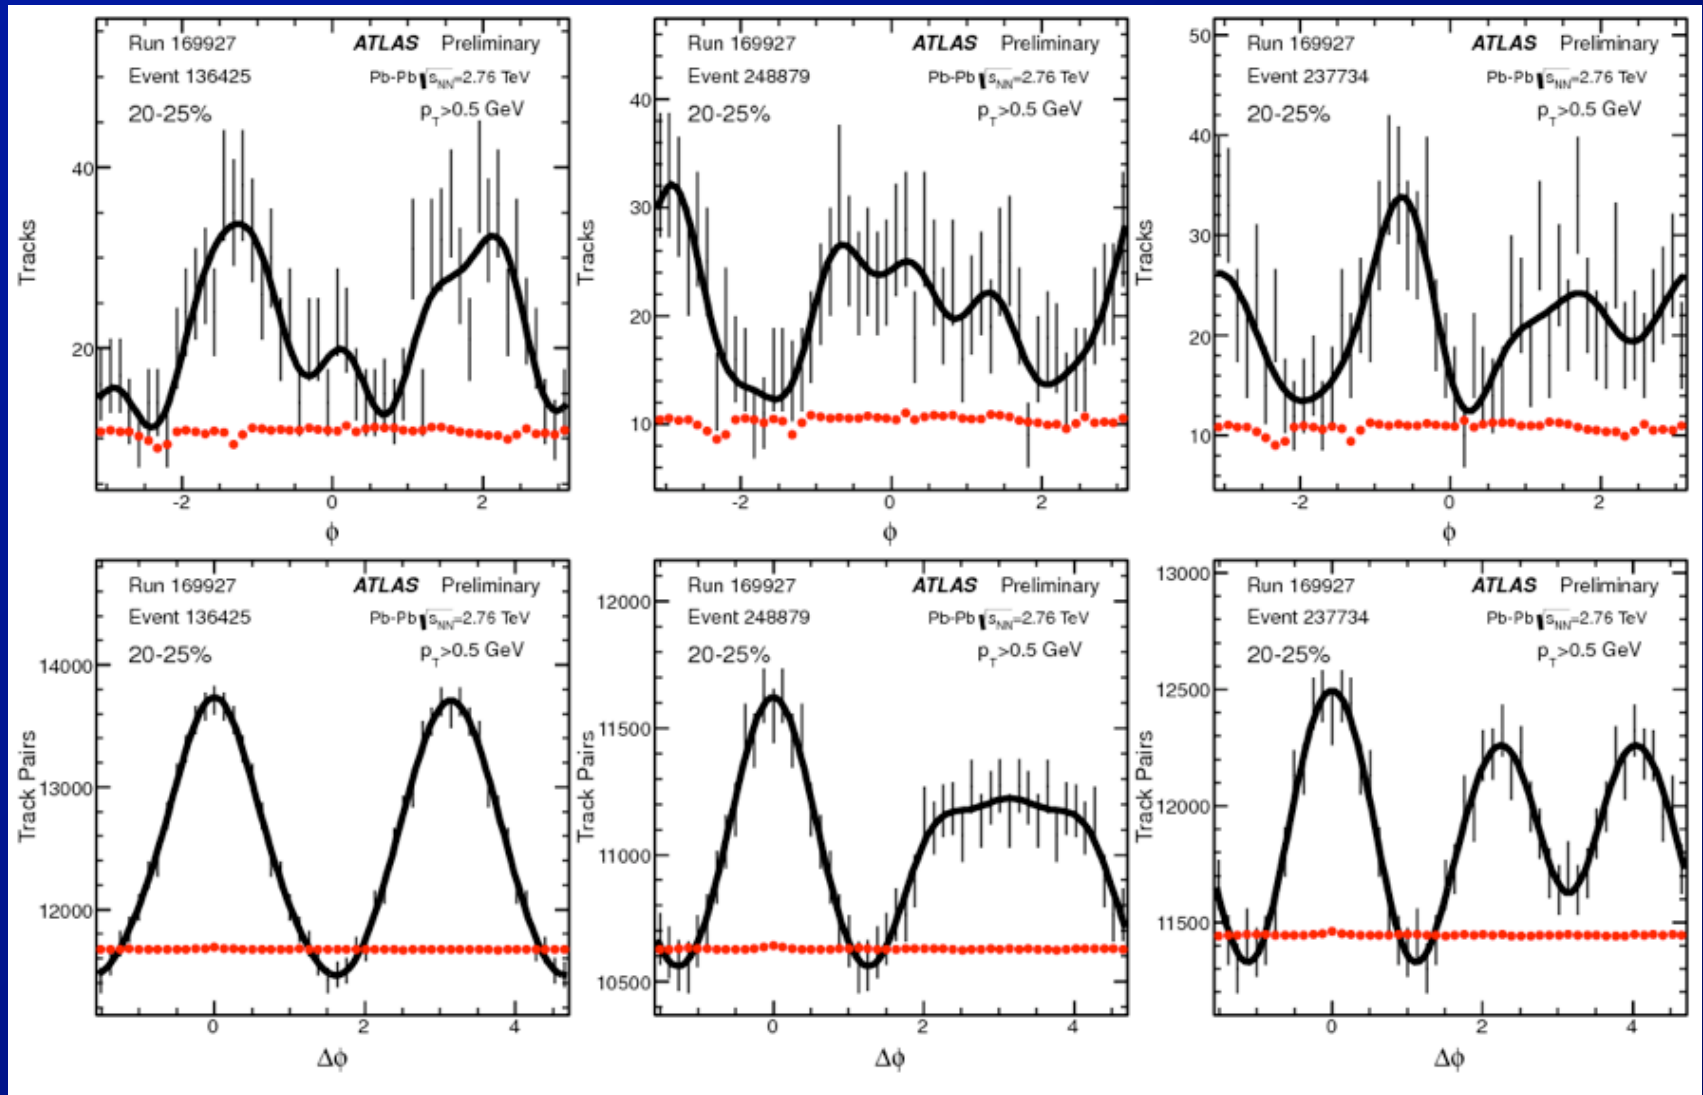 Run 169927 ATLAS Preliminary
Event 136425 Pb-Pb √sNN=2.76 TeV
20-25% pT>0.5 GeV
40
20
Tracks
-2 0 2
ϕ
Run 169927 ATLAS Preliminary
Event 248879 Pb-Pb √sNN=2.76 TeV
20-25% pT>0.5 GeV
40
30
20
10
Tracks
-2 0 2
ϕ
50
Run 169927 ATLAS Preliminary
Event 237734 Pb-Pb √sNN=2.76 TeV
20-25% pT>0.5 GeV
40
30
20
10
Tracks
-2 0 2
ϕ
Run 169927 ATLAS Preliminary
Event 136425 Pb-Pb √sNN=2.76 TeV
20-25% pT>0.5 GeV
14000
13000
12000
Track Pairs
0 2 4
Δϕ
Run 169927 ATLAS Preliminary
Event 248879 Pb-Pb √sNN=2.76 TeV
20-25% pT>0.5 GeV
12000
11500
11000
10500
Track Pairs
0 2 4
Δϕ
13000
Run 169927 ATLAS Preliminary
Event 237734 Pb-Pb √sNN=2.76 TeV
20-25% pT>0.5 GeV
12500
12000
11500
Track Pairs
0 2 4
Δϕ